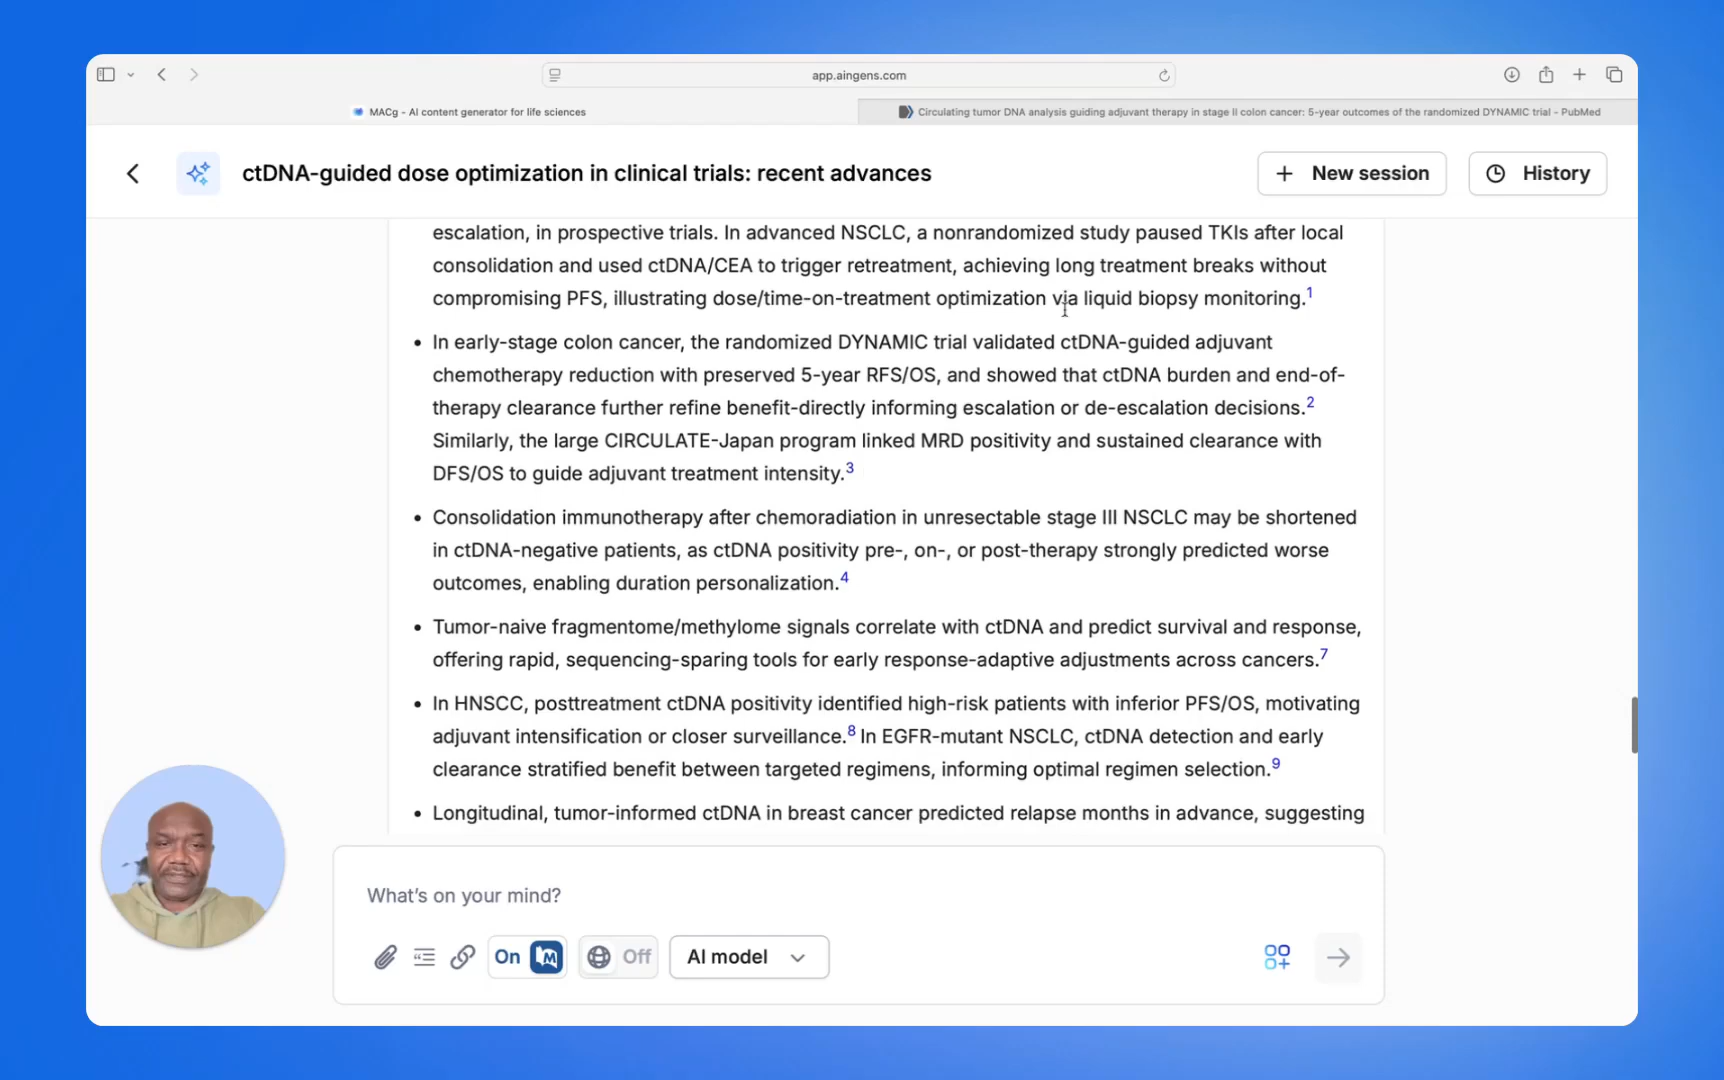 app.aingens.com
MACg - AI content generator for life sciences
Circulating tumor DNA analysis guiding adjuvant therapy in stage II colon cancer: 5-year outcomes of the randomized DYNAMIC trial - PubMed
ctDNA-guided dose optimization in clinical trials: recent advances
New session
History
escalation, in prospective trials. In advanced NSCLC, a nonrandomized study paused TKIs after local
consolidation and used ctDNA/CEA to trigger retreatment, achieving long treatment breaks without
compromising PFS, illustrating dose/time-on-treatment optimization via liquid biopsy monitoring.1
• In early-stage colon cancer, the randomized DYNAMIC trial validated ctDNA-guided adjuvant
chemotherapy reduction with preserved 5-year RFS/OS, and showed that ctDNA burden and end-of-
therapy clearance further refine benefit-directly informing escalation or de-escalation decisions.2
Similarly, the large CIRCULATE-Japan program linked MRD positivity and sustained clearance with
DFS/OS to guide adjuvant treatment intensity.3
• Consolidation immunotherapy after chemoradiation in unresectable stage III NSCLC may be shortened
in ctDNA-negative patients, as ctDNA positivity pre-, on-, or post-therapy strongly predicted worse
outcomes, enabling duration personalization.4
• Tumor-naive fragmentome/methylome signals correlate with ctDNA and predict survival and response,
offering rapid, sequencing-sparing tools for early response-adaptive adjustments across cancers.7
• In HNSCC, posttreatment ctDNA positivity identified high-risk patients with inferior PFS/OS, motivating
adjuvant intensification or closer surveillance.8 In EGFR-mutant NSCLC, ctDNA detection and early
clearance stratified benefit between targeted regimens, informing optimal regimen selection.9
• Longitudinal, tumor-informed ctDNA in breast cancer predicted relapse months in advance, suggesting
What's on your mind?
On
M
Off
AI model